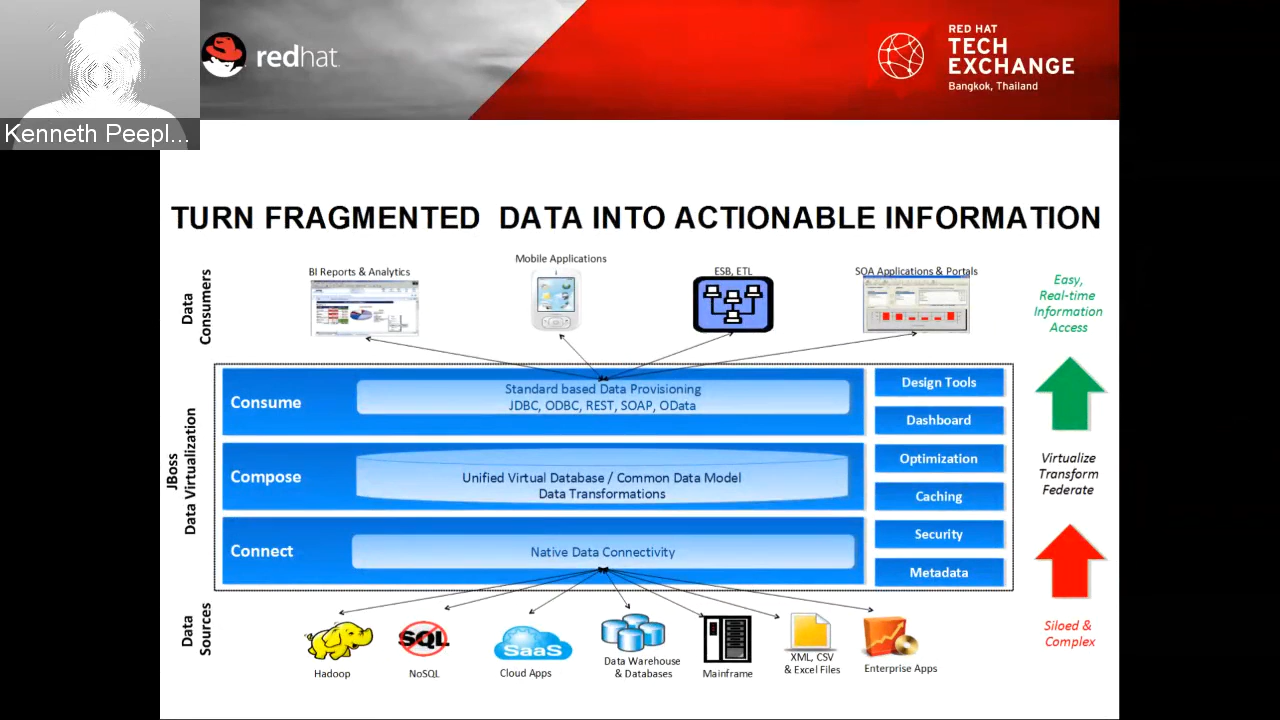 redhat.
RED HAT
TECH
EXCHANGE
Bangkok, Thailand
Kenneth Peepl...
TURN FRAGMENTED DATA INTO ACTIONABLE INFORMATION
Data
Consumers
BI Reports & Analytics
Mobile Applications
ESB, ETL
SOA Applications & Portals
Easy,
Real-time
Information
Access
JBoss
Data Virtualization
Consume
Standard based Data Provisioning
JDBC, ODBC, REST, SOAP, OData
Compose
Unified Virtual Database / Common Data Model
Data Transformations
Connect
Native Data Connectivity
Design Tools
Dashboard
Optimization
Caching
Security
Metadata
Virtualize
Transform
Federate
Siloed &
Complex
Data
Sources
Hadoop
SQL
NoSQL
SaaS
Cloud Apps
Data Warehouse
& Databases
Mainframe
XML, CSV
& Excel Files
Enterprise Apps